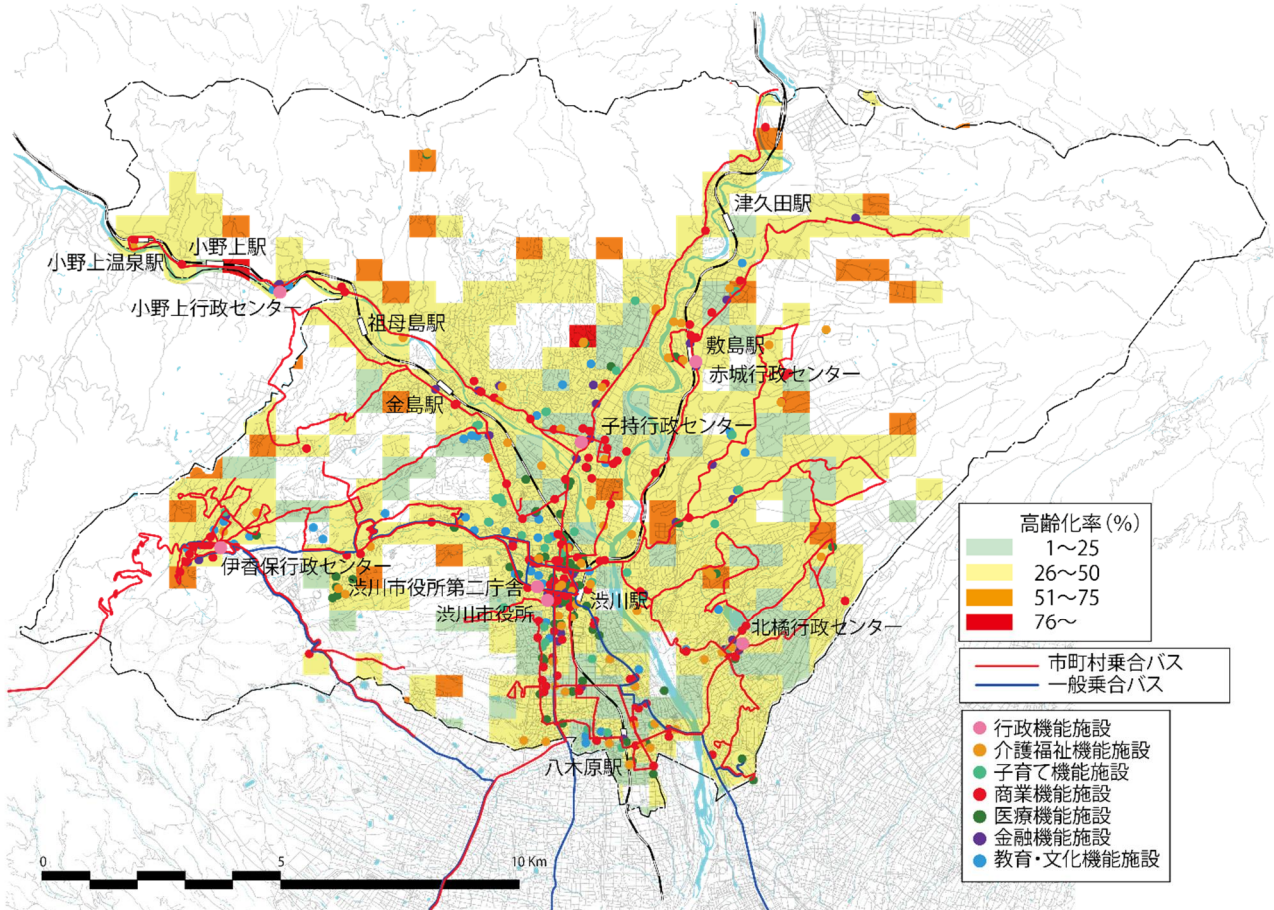 津久田駅
小野上駅
小野上温泉駅
小野上行政センター
祖母島駅
敷島駅
赤城行政センター
金島駅
子持行政センター
伊香保行政センター
渋川市役所第二庁舎
渋川駅
渋川市役所
北橘行政センター
八木原駅
0 5 10 Km
高齢化率(%)
1~25
26~50
51~75
76~
市町村乗合バス
一般乗合バス
行政機能施設
介護福祉機能施設
子育て機能施設
商業機能施設
医療機能施設
金融機能施設
教育・文化機能施設